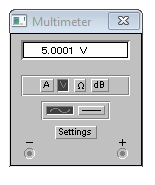 Multimeter
5.0001 V
A V Ω dB
Settings
− +